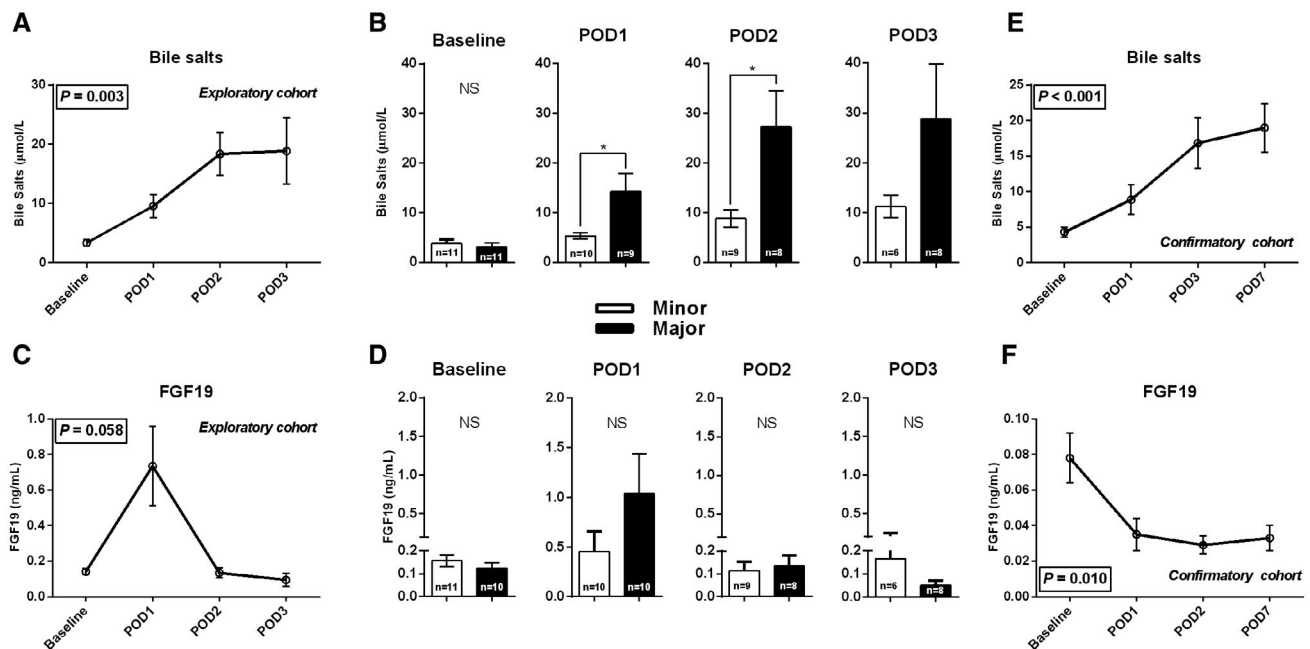 A
Bile salts
P = 0.003
Exploratory cohort
Bile Salts (µmol/L)
30
20
10
0
Baseline
POD1
POD2
POD3
B
Baseline
POD1
POD2
POD3
Bile Salts (µmol/L)
40
30
20
10
0
NS
n=11
n=11
40
30
20
10
0
*
n=10
n=9
40
30
20
10
0
*
n=9
n=8
40
30
20
10
0
n=6
n=8
E
Bile salts
P < 0.001
Confirmatory cohort
Bile Salts (µmol/L)
25
20
15
10
5
0
Baseline
POD1
POD3
POD7
Minor
Major
C
FGF19
P = 0.058
Exploratory cohort
FGF19 (ng/mL)
1.0
0.8
0.6
0.4
0.2
0.0
Baseline
POD1
POD2
POD3
D
Baseline
POD1
POD2
POD3
FGF19 (ng/mL)
2.0
1.5
1.0
0.5
0.2
0.1
0.0
NS
n=11
n=10
2.0
1.5
1.0
0.5
0.0
NS
n=10
n=10
2.0
1.5
1.0
0.5
0.2
0.1
0.0
NS
n=9
n=8
2.0
1.5
1.0
0.5
0.2
0.1
0.0
NS
n=6
n=8
F
FGF19
P = 0.010
Confirmatory cohort
FGF19 (ng/mL)
0.10
0.08
0.06
0.04
0.02
0.00
Baseline
POD1
POD2
POD7